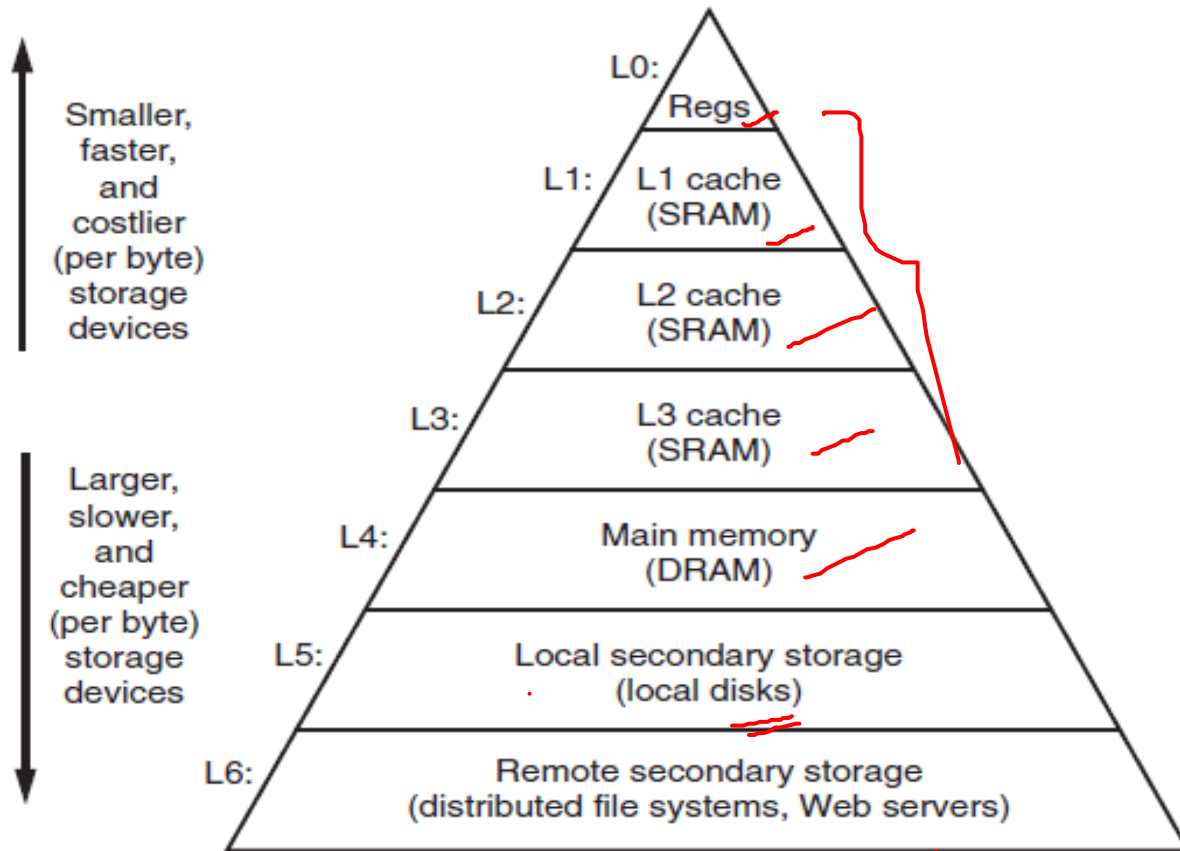 L0:
Regs
Smaller,
faster,
and
costlier
(per byte)
storage
devices
L1:
L1 cache
(SRAM)
L2:
L2 cache
(SRAM)
L3:
L3 cache
(SRAM)
Larger,
slower,
and
cheaper
(per byte)
storage
devices
L4:
Main memory
(DRAM)
L5:
Local secondary storage
(local disks)
L6:
Remote secondary storage
(distributed file systems, Web servers)